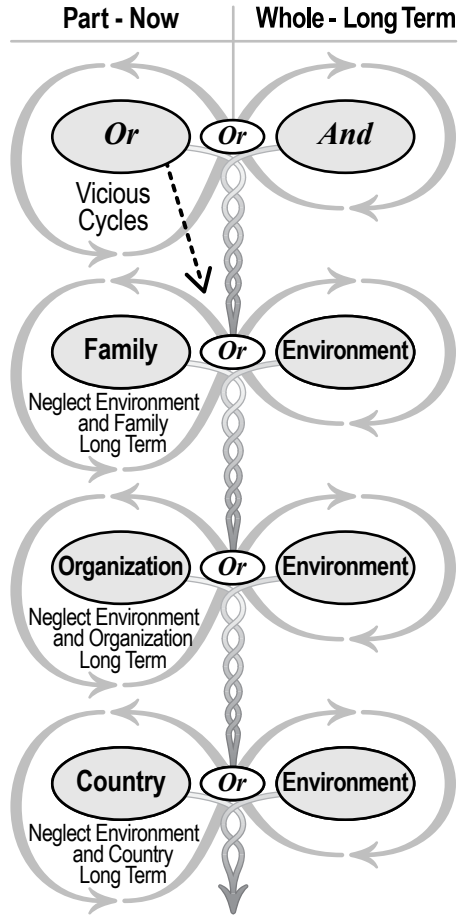 Part - Now
Whole - Long Term
Or
Or
And
Vicious
Cycles
Family
Or
Environment
Neglect Environment
and Family
Long Term
Organization
Or
Environment
Neglect Environment
and Organization
Long Term
Country
Or
Environment
Neglect Environment
and Country
Long Term